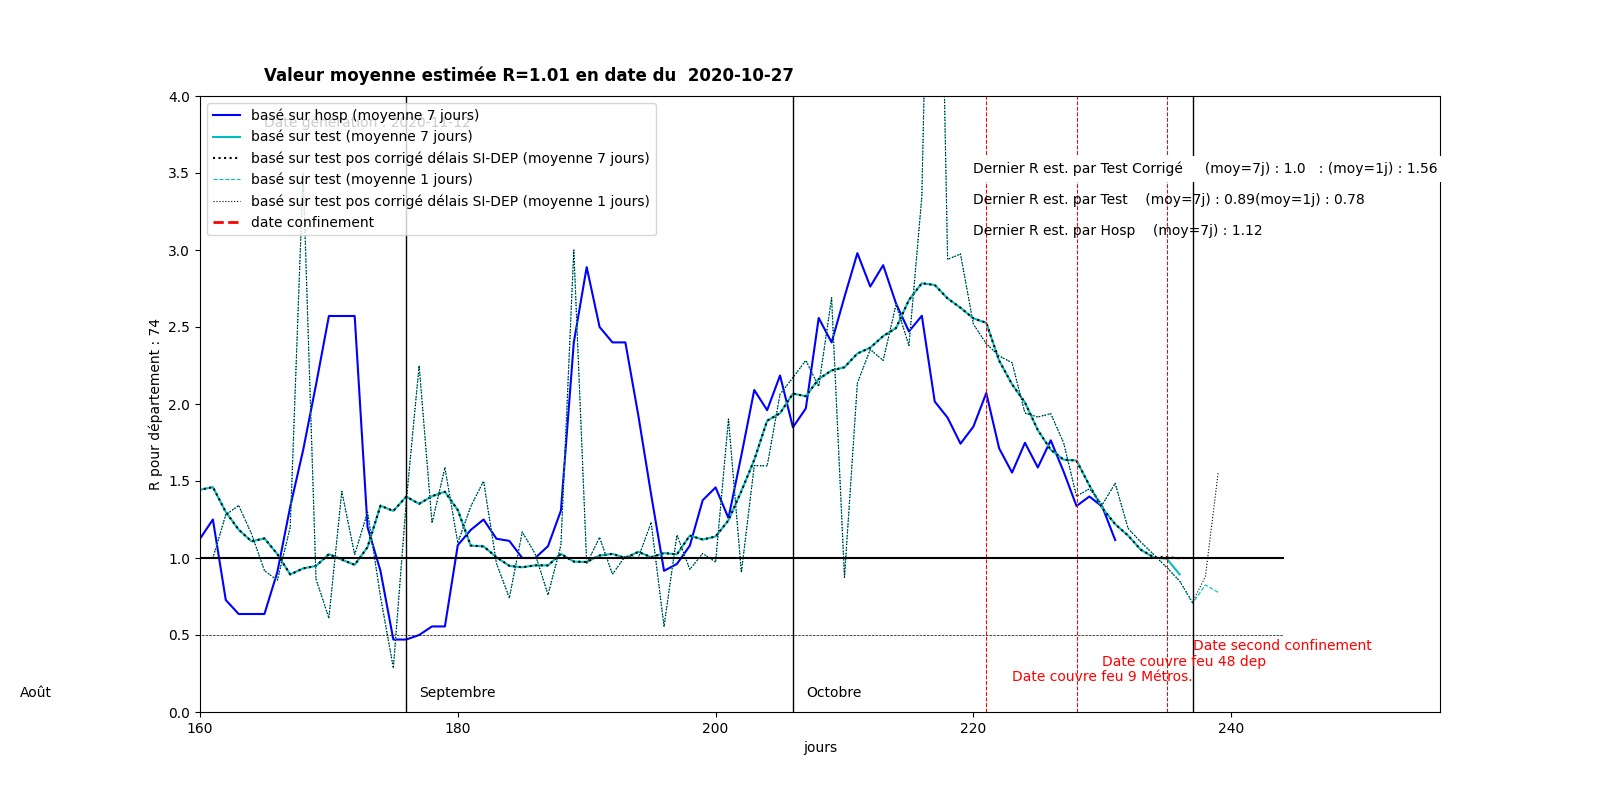 Valeur moyenne estimée R=1.01 en date du  2020-10-27
Date génération : 2020-11-12
basé sur hosp (moyenne 7 jours)
basé sur test (moyenne 7 jours)
basé sur test pos corrigé délais SI-DEP (moyenne 7 jours)
basé sur test (moyenne 1 jours)
basé sur test pos corrigé délais SI-DEP (moyenne 1 jours)
date confinement
Dernier R est. par Test Corrigé     (moy=7j) : 1.0   : (moy=1j) : 1.56
Dernier R est. par Test    (moy=7j) : 0.89(moy=1j) : 0.78
Dernier R est. par Hosp    (moy=7j) : 1.12
4.0
3.5
3.0
2.5
2.0
1.5
1.0
0.5
0.0
R pour département : 74
Date second confinement
Date couvre feu 48 dep
Date couvre feu 9 Métros.
Août
Septembre
Octobre
160
180
200
220
240
jours